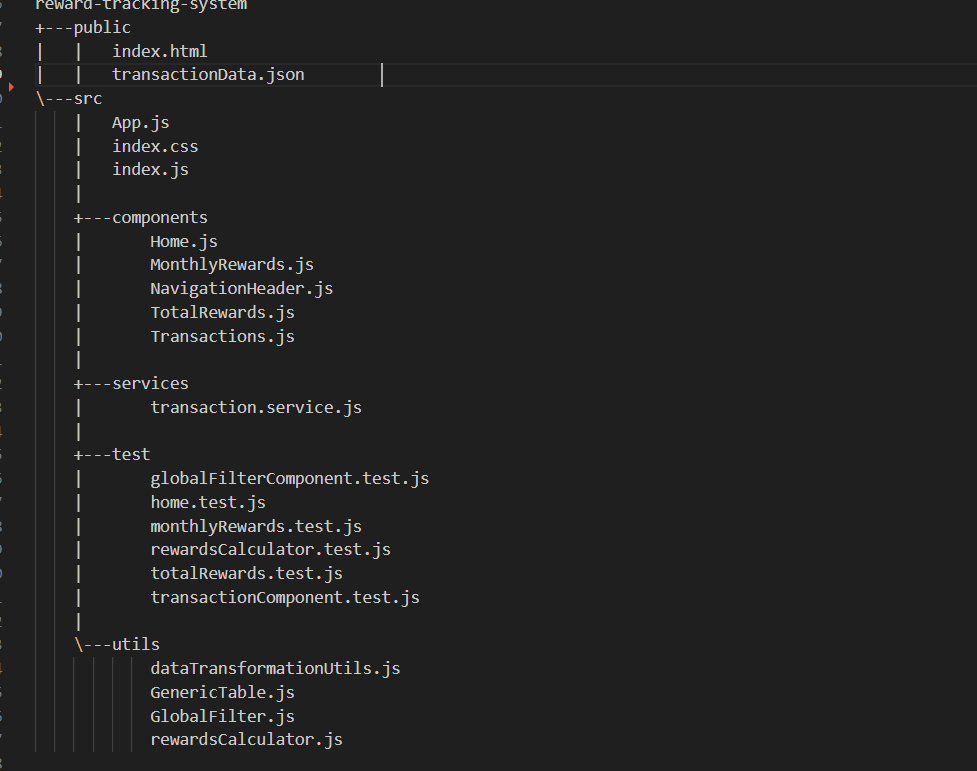 reward-tracking-system
+---public
|   |   index.html
|   |   transactionData.json
\---src
    |   App.js
    |   index.css
    |   index.js
    |
    +---components
    |       Home.js
    |       MonthlyRewards.js
    |       NavigationHeader.js
    |       TotalRewards.js
    |       Transactions.js
    |
    +---services
    |       transaction.service.js
    |
    +---test
    |       globalFilterComponent.test.js
    |       home.test.js
    |       monthlyRewards.test.js
    |       rewardsCalculator.test.js
    |       totalRewards.test.js
    |       transactionComponent.test.js
    |
    \---utils
            dataTransformationUtils.js
            GenericTable.js
            GlobalFilter.js
            rewardsCalculator.js